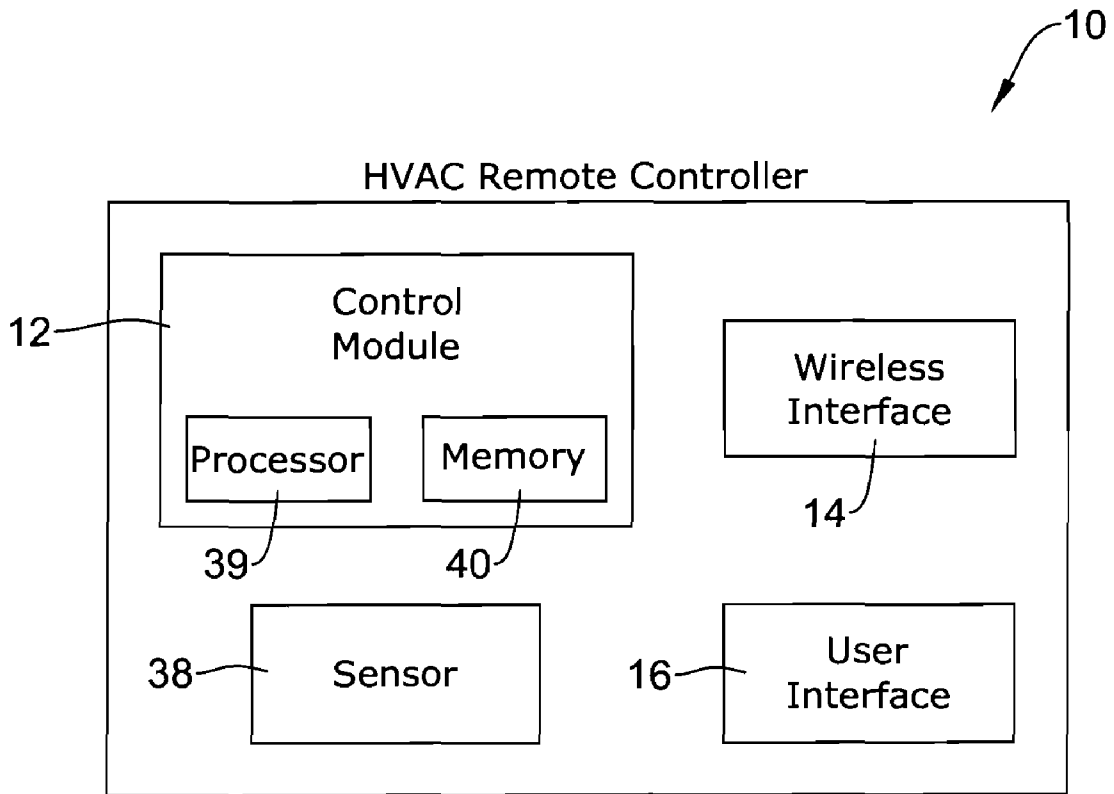 10
HVAC Remote Controller
Control
Module
12
Wireless
Interface
Processor
Memory
14
39
40
38
Sensor
16
User
Interface